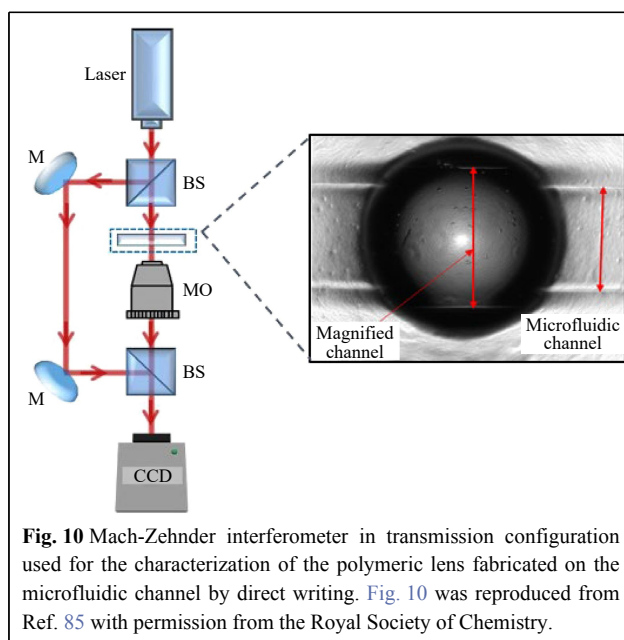 Laser
M
BS
MO
M
BS
CCD
Magnified
channel
Microfluidic
channel
Fig. 10 Mach-Zehnder interferometer in transmission configuration
used for the characterization of the polymeric lens fabricated on the
microfluidic channel by direct writing. Fig. 10 was reproduced from
Ref. 85 with permission from the Royal Society of Chemistry.